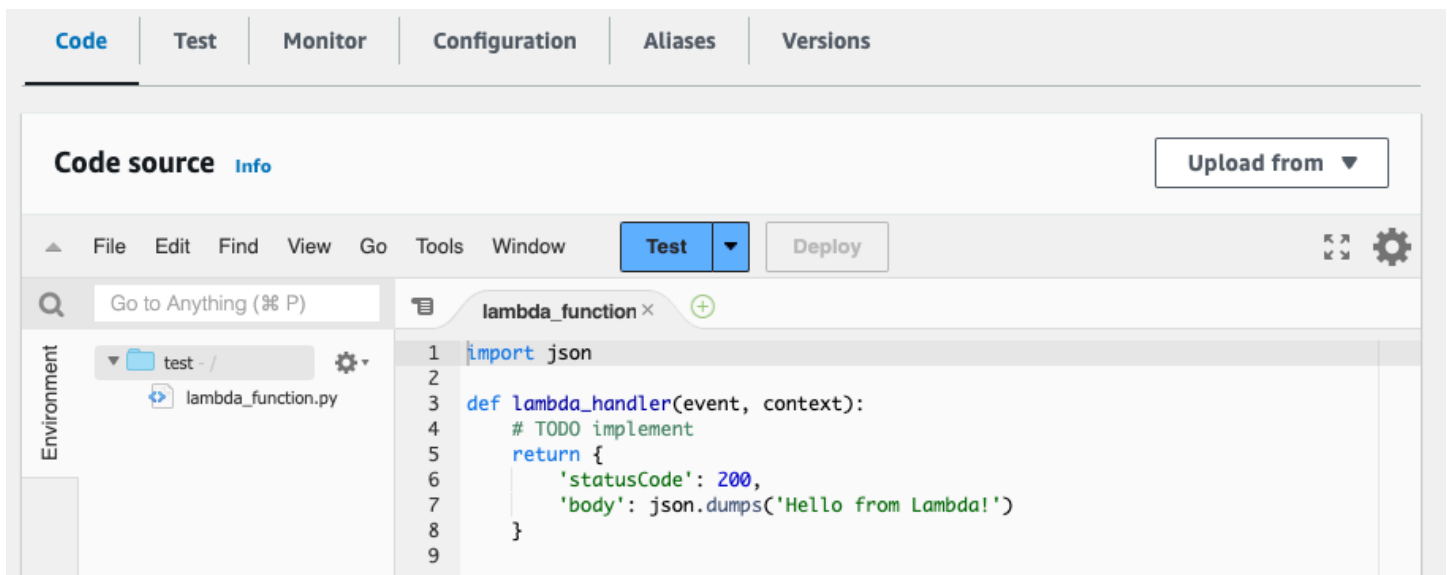 Code Test Monitor Configuration Aliases Versions
Code source Info
Upload from ▼
File Edit Find View Go Tools Window Test Deploy
Go to Anything (⌘ P)
lambda_function ×
Environment
test - /
lambda_function.py
1 import json
2
3 def lambda_handler(event, context):
4     # TODO implement
5     return {
6         'statusCode': 200,
7         'body': json.dumps('Hello from Lambda!')
8     }
9